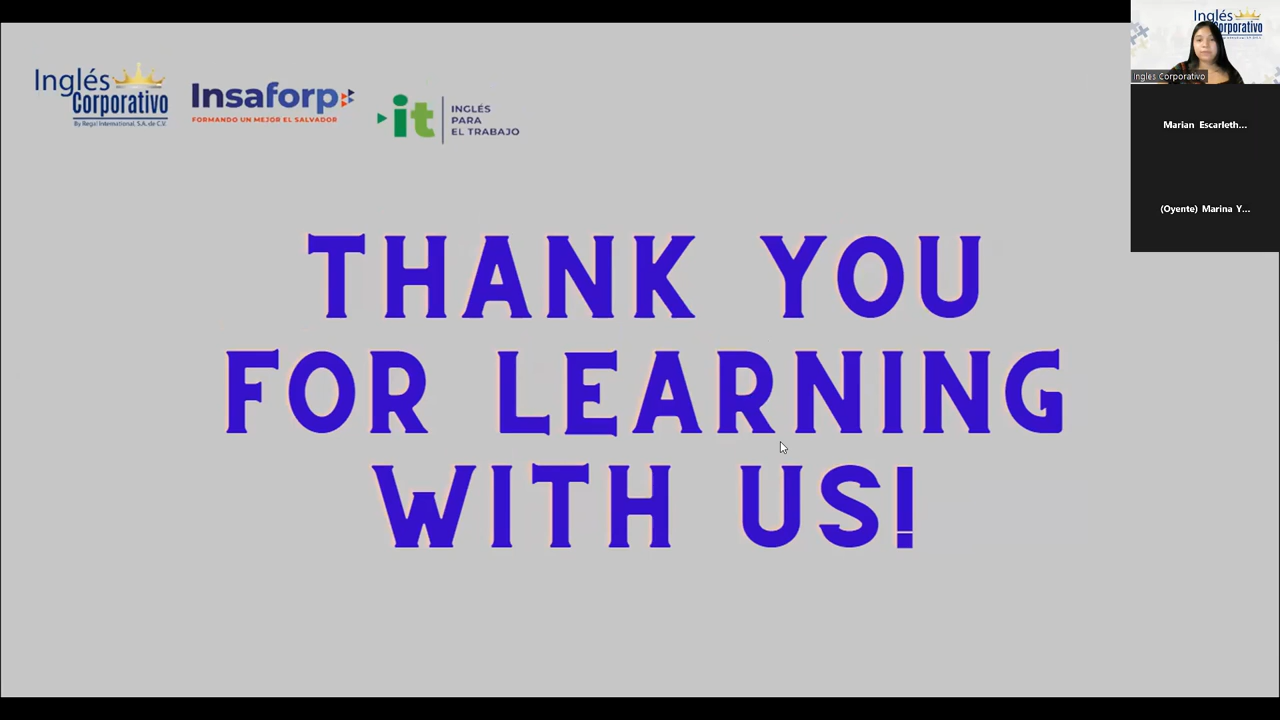 Inglés
Corporativo
By Regal International, S.A. de C.V.
Insaforp
FORMANDO UN MEJOR EL SALVADOR
it
INGLÉS
PARA
EL TRABAJO
THANK YOU
FOR LEARNING
WITH US!
Inglés
Corporativo
Ingles Corporativo
Marian Escarleth...
(Oyente) Marina Y...